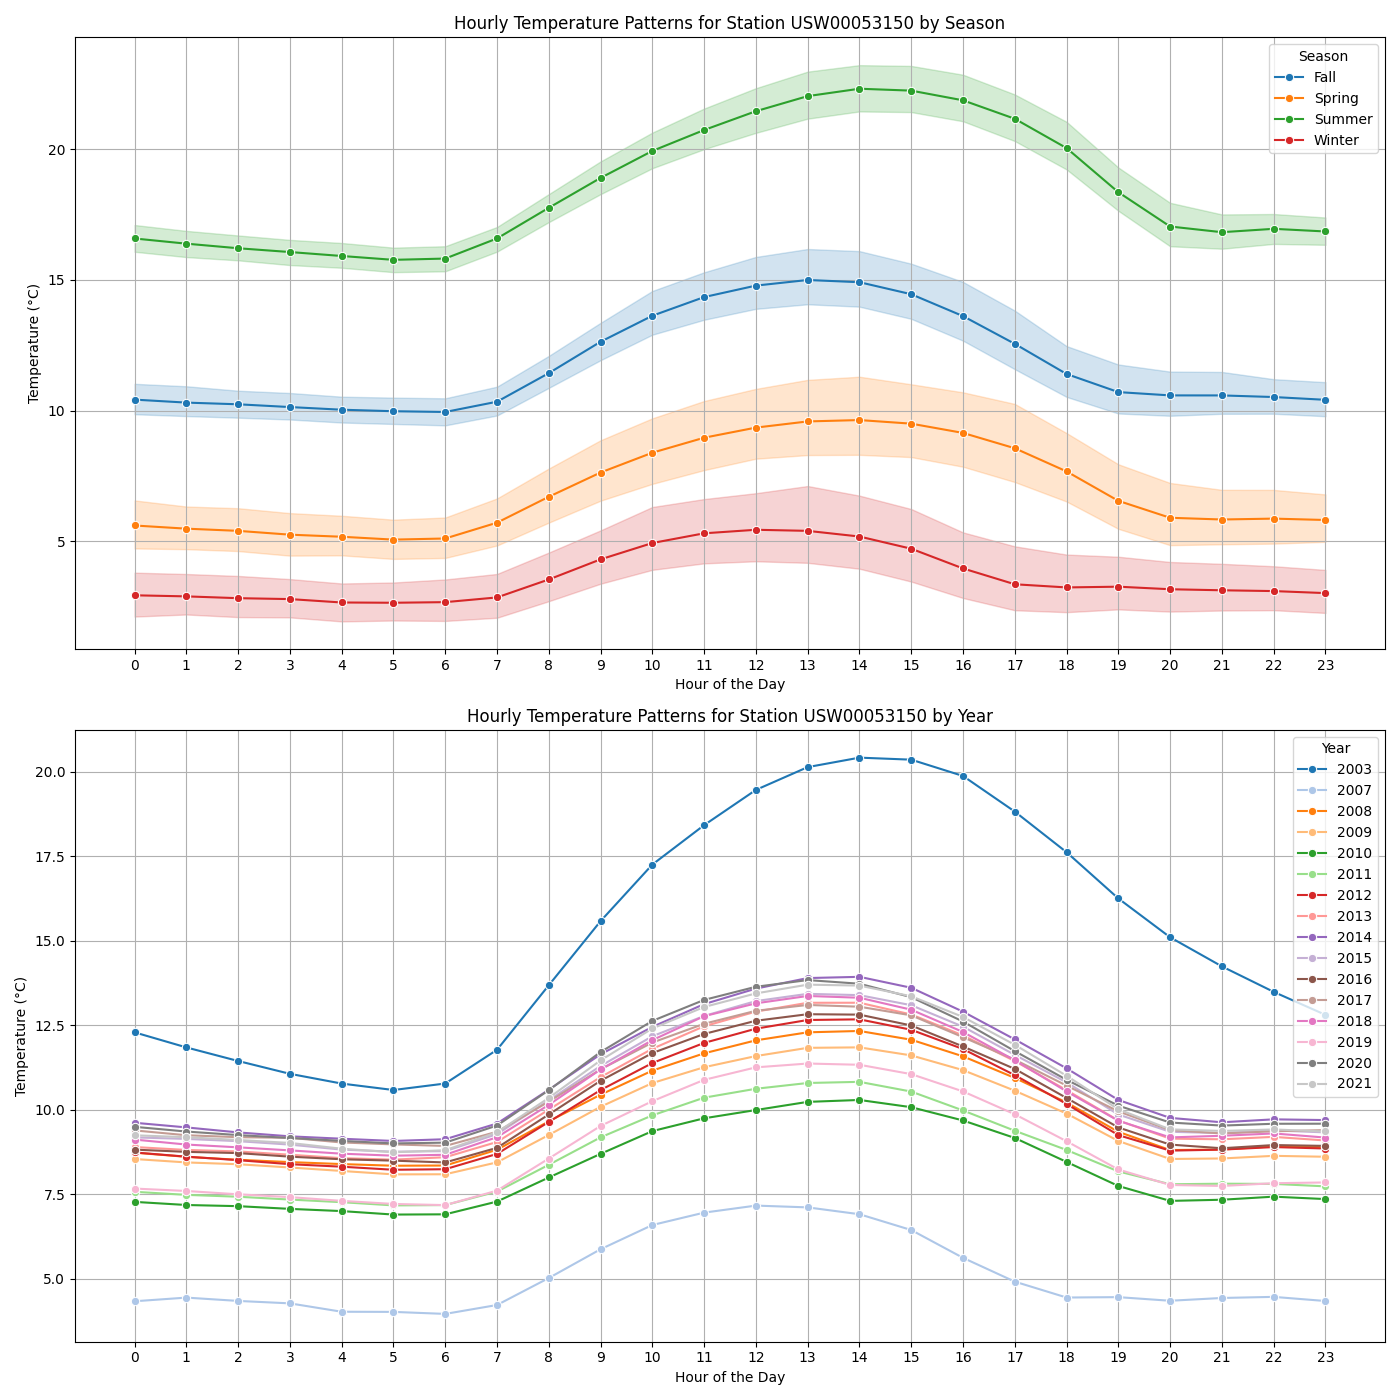 Hourly Temperature Patterns for Station USW00053150 by Season
Temperature (°C)
20
15
10
5
Season
Fall
Spring
Summer
Winter
0 1 2 3 4 5 6 7 8 9 10 11 12 13 14 15 16 17 18 19 20 21 22 23
Hour of the Day
Hourly Temperature Patterns for Station USW00053150 by Year
Temperature (°C)
20.0
17.5
15.0
12.5
10.0
7.5
5.0
Year
2003
2007
2008
2009
2010
2011
2012
2013
2014
2015
2016
2017
2018
2019
2020
2021
0 1 2 3 4 5 6 7 8 9 10 11 12 13 14 15 16 17 18 19 20 21 22 23
Hour of the Day